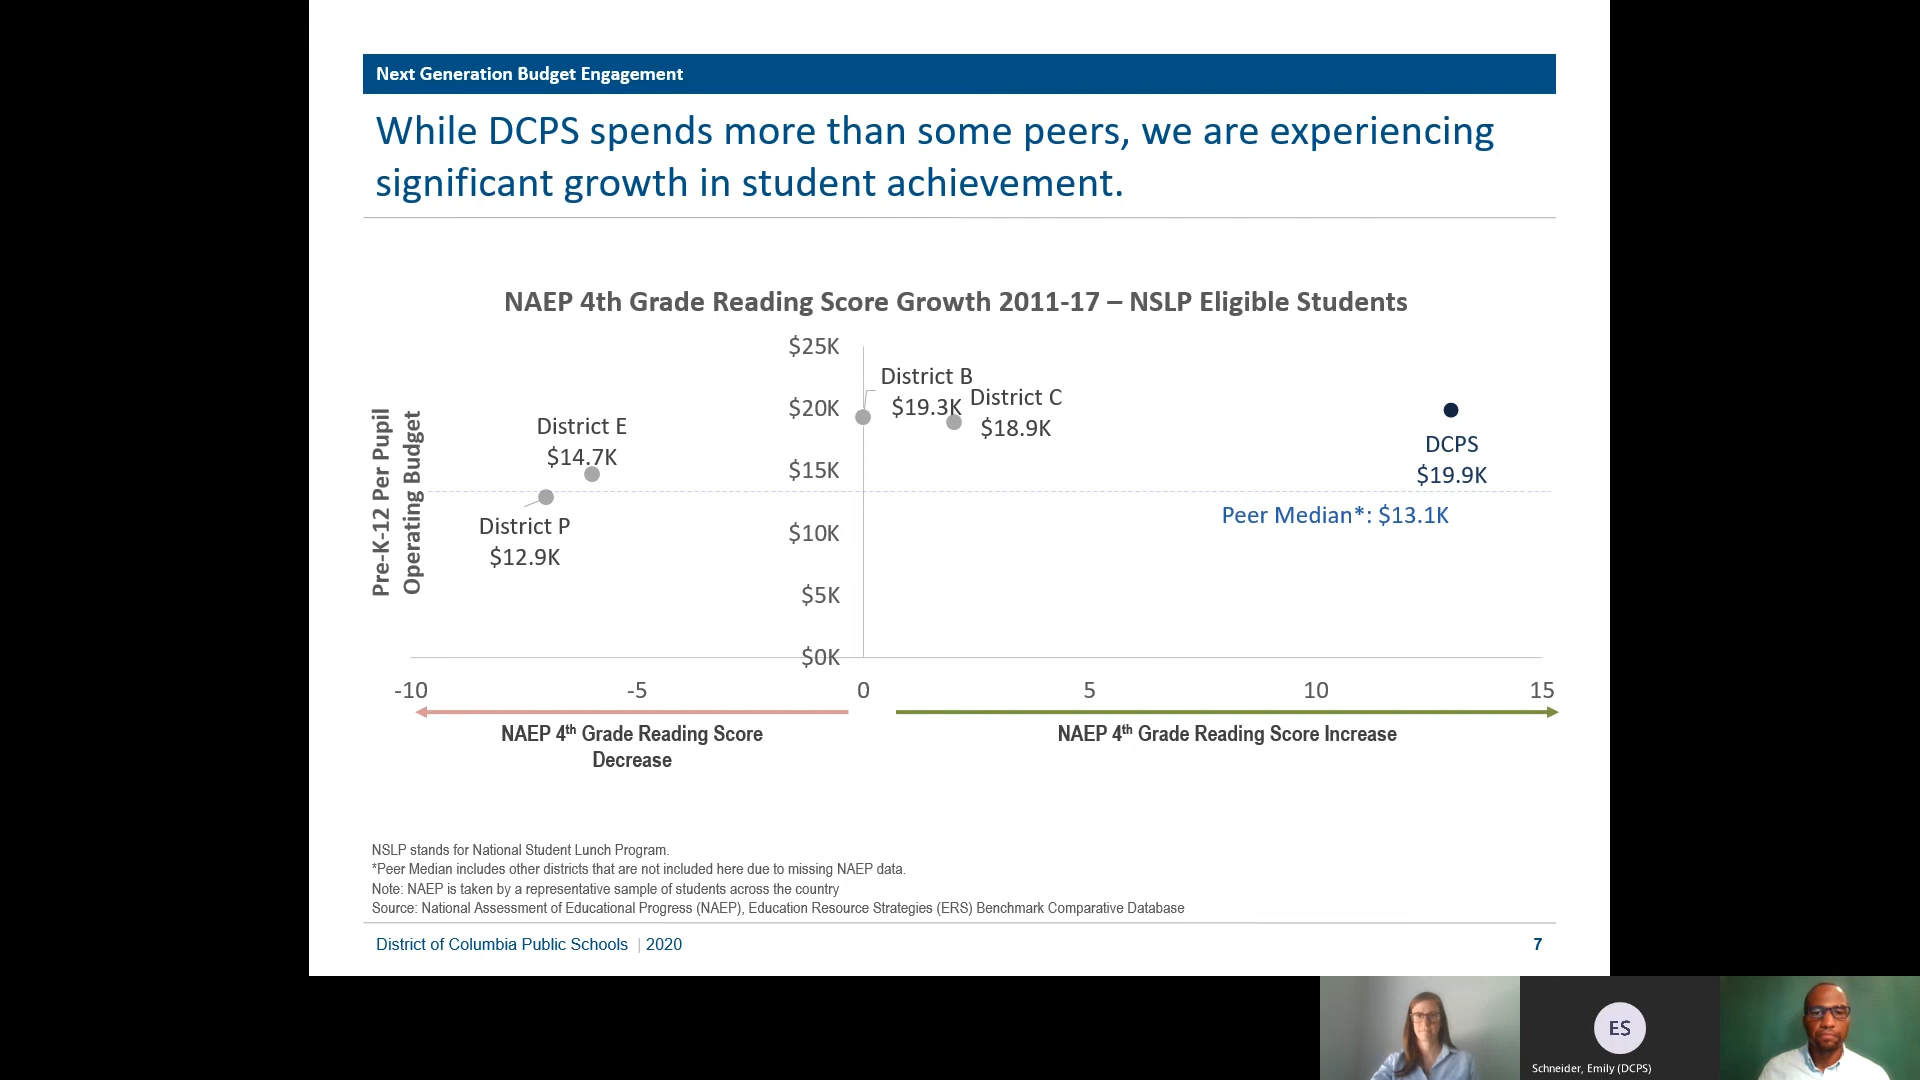 Next Generation Budget Engagement
While DCPS spends more than some peers, we are experiencing
significant growth in student achievement.
NAEP 4th Grade Reading Score Growth 2011-17 – NSLP Eligible Students
Pre-K-12 Per Pupil
Operating Budget
$25K
$20K
$15K
$10K
$5K
$0K
District B
$19.3K
District C
$18.9K
District E
$14.7K
District P
$12.9K
DCPS
$19.9K
Peer Median*: $13.1K
-10
-5
0
5
10
15
NAEP 4th Grade Reading Score
Decrease
NAEP 4th Grade Reading Score Increase
NSLP stands for National Student Lunch Program.
*Peer Median includes other districts that are not included here due to missing NAEP data.
Note: NAEP is taken by a representative sample of students across the country
Source: National Assessment of Educational Progress (NAEP), Education Resource Strategies (ERS) Benchmark Comparative Database
District of Columbia Public Schools | 2020
7
ES
Schneider, Emily (DCPS)